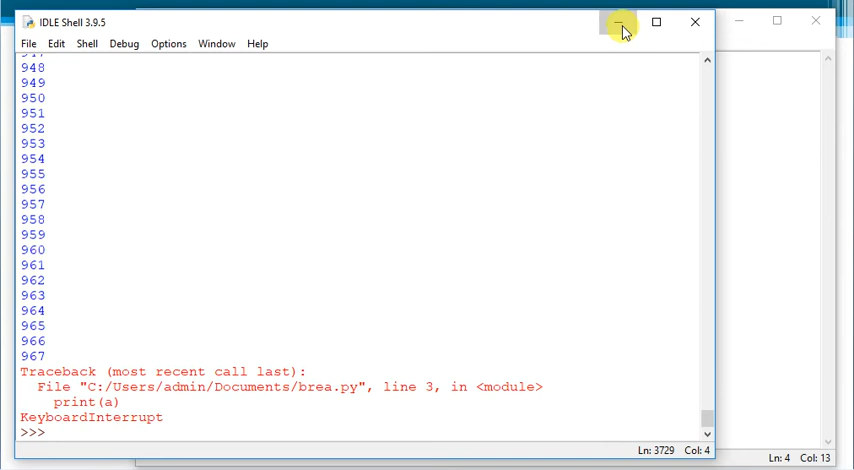 IDLE Shell 3.9.5
File Edit Shell Debug Options Window Help
948
949
950
951
952
953
954
955
956
957
958
959
960
961
962
963
964
965
966
967
Traceback (most recent call last):
  File "C:/Users/admin/Documents/brea.py", line 3, in <module>
    print(a)
KeyboardInterrupt
>>>
Ln: 3729 Col: 4
Ln: 4 Col: 13